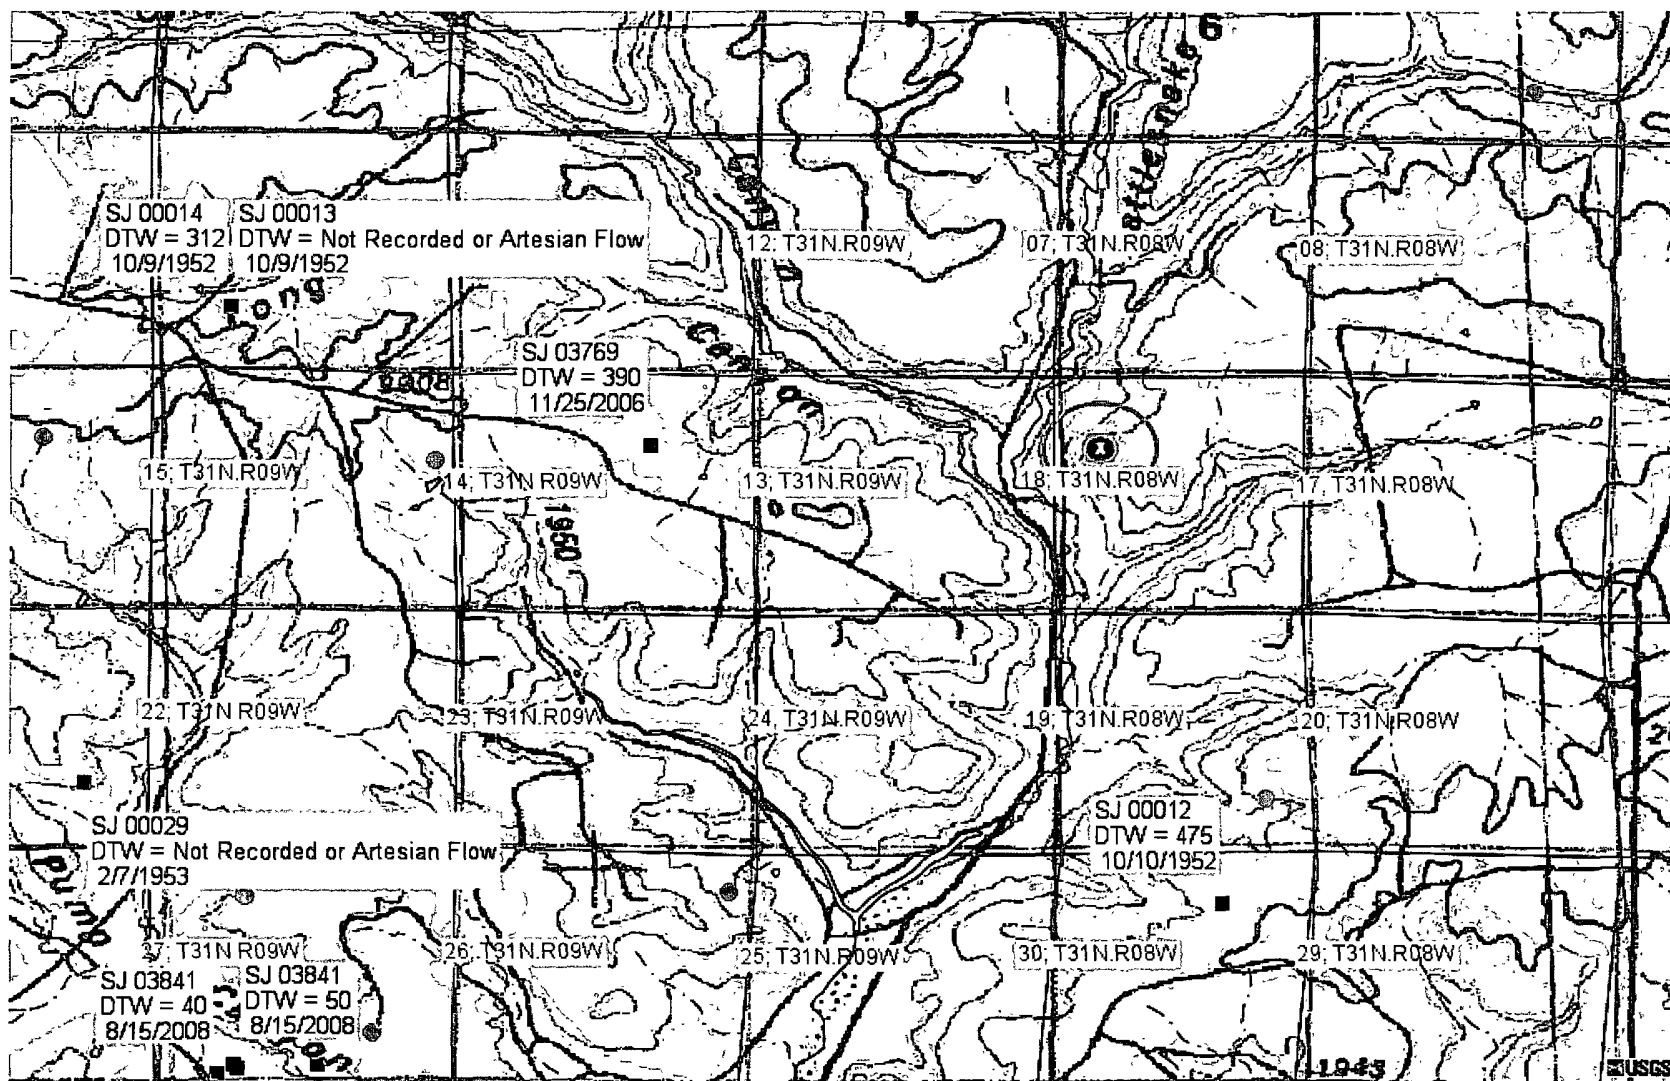 6
SJ 00014
DTW = 312
10/9/1952
SJ 00013
DTW = Not Recorded or Artesian Flow
10/9/1952
12; T31N.R09W
07; T31N.R08W
08; T31N.R08W
ong
Canyon
SJ 03769
DTW = 390
11/25/2006
15; T31N.R09W
14; T31N.R09W
13; T31N.R09W
18; T31N.R08W
17; T31N.R08W
1950
22; T31N.R09W
23; T31N.R09W
24; T31N.R09W
19; T31N.R08W
20; T31N.R08W
SJ 00029
DTW = Not Recorded or Artesian Flow
2/7/1953
SJ 00012
DTW = 475
10/10/1952
Pump
27; T31N.R09W
26; T31N.R09W
25; T31N.R09W
30; T31N.R08W
29; T31N.R08W
SJ 03841
DTW = 40
8/15/2008
SJ 03841
DTW = 50
8/15/2008
1943
USGS